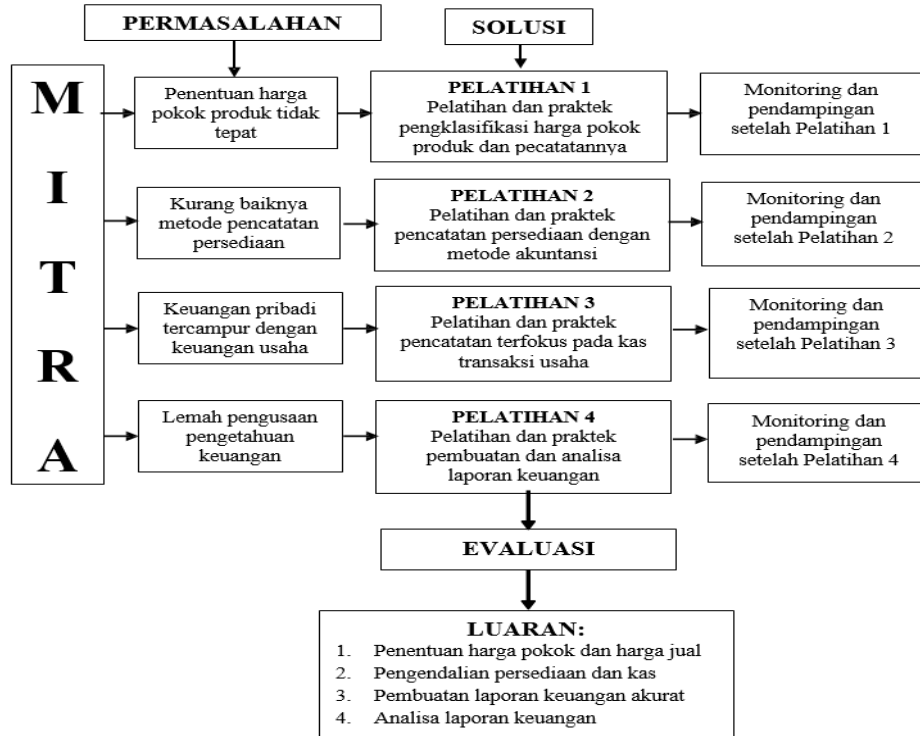 PERMASALAHAN
SOLUSI
M
I
T
R
A
Penentuan harga
pokok produk tidak
tepat
PELATIHAN 1
Pelatihan dan praktek
pengklasifikasi harga pokok
produk dan pecatatannya
Monitoring dan
pendampingan
setelah Pelatihan 1
Kurang baiknya
metode pencatatan
persediaan
PELATIHAN 2
Pelatihan dan praktek
pencatatan persediaan dengan
metode akuntansi
Monitoring dan
pendampingan
setelah Pelatihan 2
Keuangan pribadi
tercampur dengan
keuangan usaha
PELATIHAN 3
Pelatihan dan praktek
pencatatan terfokus pada kas
transaksi usaha
Monitoring dan
pendampingan
setelah Pelatihan 3
Lemah pengusaan
pengetahuan
keuangan
PELATIHAN 4
Pelatihan dan praktek
pembuatan dan analisa
laporan keuangan
Monitoring dan
pendampingan
setelah Pelatihan 4
EVALUASI
LUARAN:
1. Penentuan harga pokok dan harga jual
2. Pengendalian persediaan dan kas
3. Pembuatan laporan keuangan akurat
4. Analisa laporan keuangan